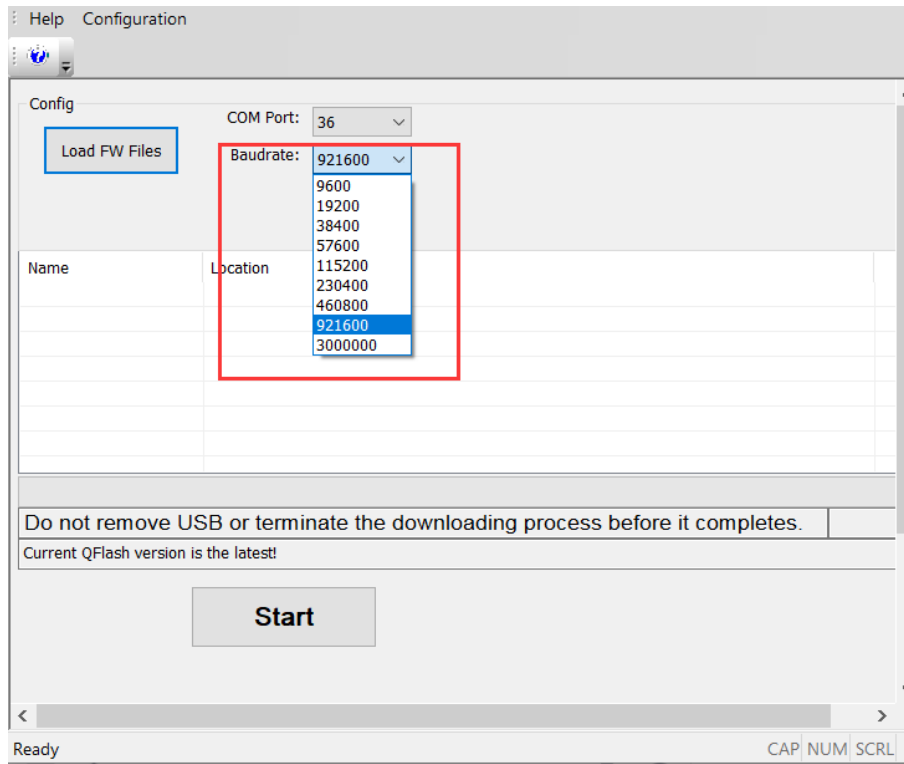 Help Configuration
Config
COM Port: 36
Load FW Files
Baudrate: 921600
9600
19200
38400
57600
115200
230400
460800
921600
3000000
Name Location
Do not remove USB or terminate the downloading process before it completes.
Current QFlash version is the latest!
Start
Ready CAP NUM SCRL